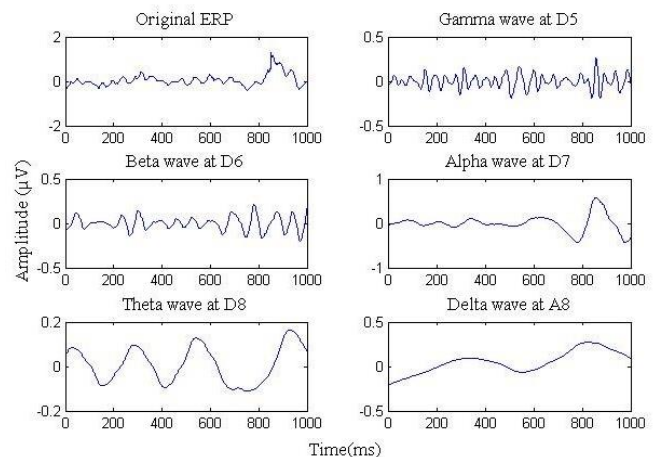 Original ERP
2
0
-2
0 200 400 600 800 1000
Gamma wave at D5
0.5
0
-0.5
0 200 400 600 800 1000
Beta wave at D6
0.5
0
-0.5
0 200 400 600 800 1000
Alpha wave at D7
1
0
-1
0 200 400 600 800 1000
Theta wave at D8
0.2
0
-0.2
0 200 400 600 800 1000
Delta wave at A8
0.5
0
-0.5
0 200 400 600 800 1000
Amplitude (µV)
Time(ms)